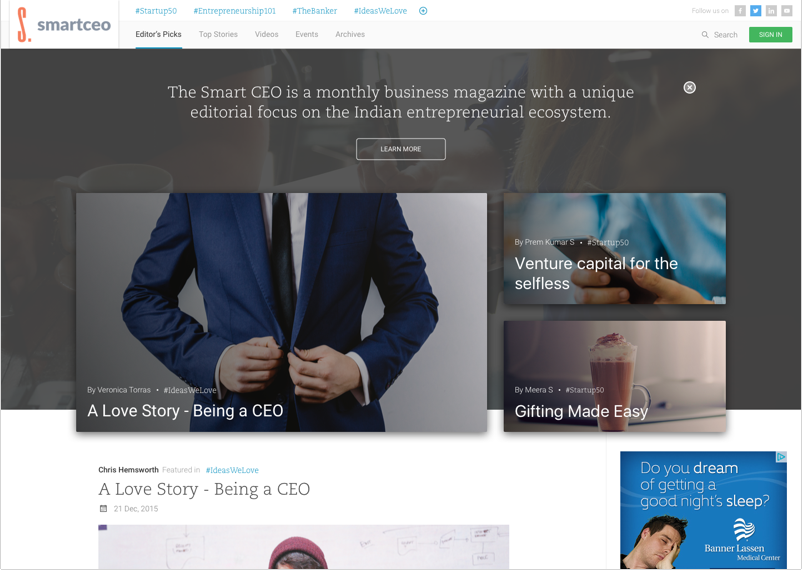 #Startup50 #Entrepreneurship101 #TheBanker #IdeasWeLove
Follow us on
smartceo
Editor's Picks Top Stories Videos Events Archives
Search SIGN IN
The Smart CEO is a monthly business magazine with a unique
editorial focus on the Indian entrepreneurial ecosystem.
LEARN MORE
By Veronica Torras • #IdeasWeLove
A Love Story - Being a CEO
By Prem Kumar S • #Startup50
Venture capital for the
selfless
By Meera S • #Startup50
Gifting Made Easy
Chris Hemsworth Featured in #IdeasWeLove
A Love Story - Being a CEO
21 Dec, 2015
Do you dream
of getting a
good night's sleep?
Banner Lassen
Medical Center